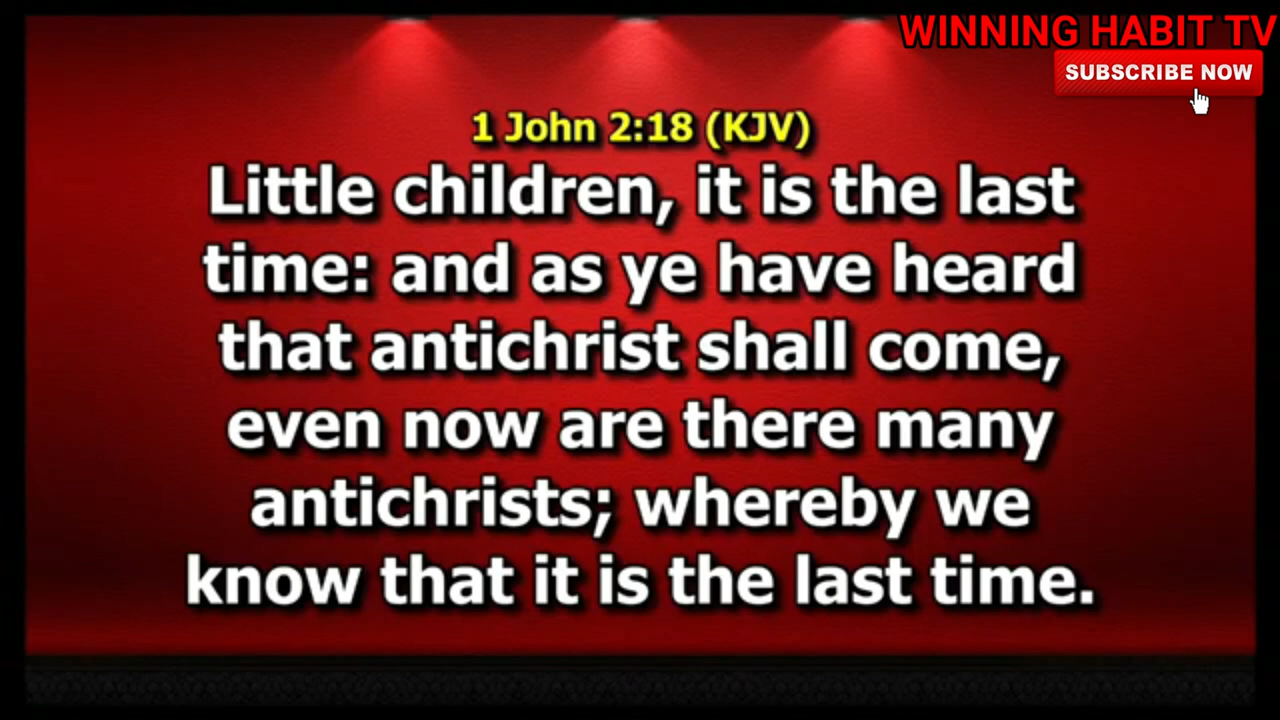 WINNING HABIT TV
SUBSCRIBE NOW
1 John 2:18 (KJV)
Little children, it is the last
time: and as ye have heard
that antichrist shall come,
even now are there many
antichrists; whereby we
know that it is the last time.